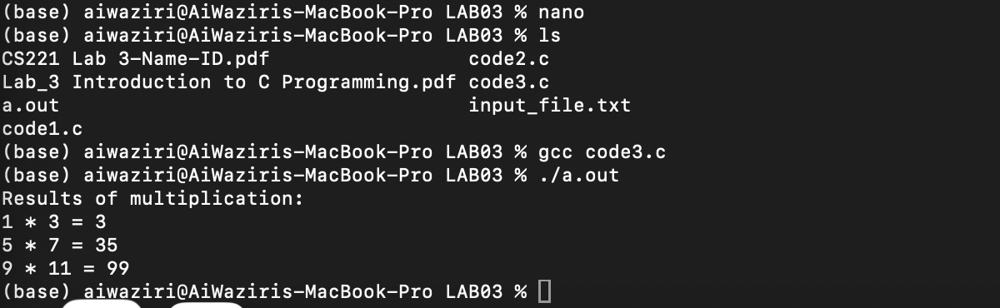 (base) aiwaziri@AiWaziris-MacBook-Pro LAB03 % nano
(base) aiwaziri@AiWaziris-MacBook-Pro LAB03 % ls
CS221 Lab 3-Name-ID.pdf code2.c
Lab_3 Introduction to C Programming.pdf code3.c
a.out input_file.txt
code1.c
(base) aiwaziri@AiWaziris-MacBook-Pro LAB03 % gcc code3.c
(base) aiwaziri@AiWaziris-MacBook-Pro LAB03 % ./a.out
Results of multiplication:
1 * 3 = 3
5 * 7 = 35
9 * 11 = 99
(base) aiwaziri@AiWaziris-MacBook-Pro LAB03 %